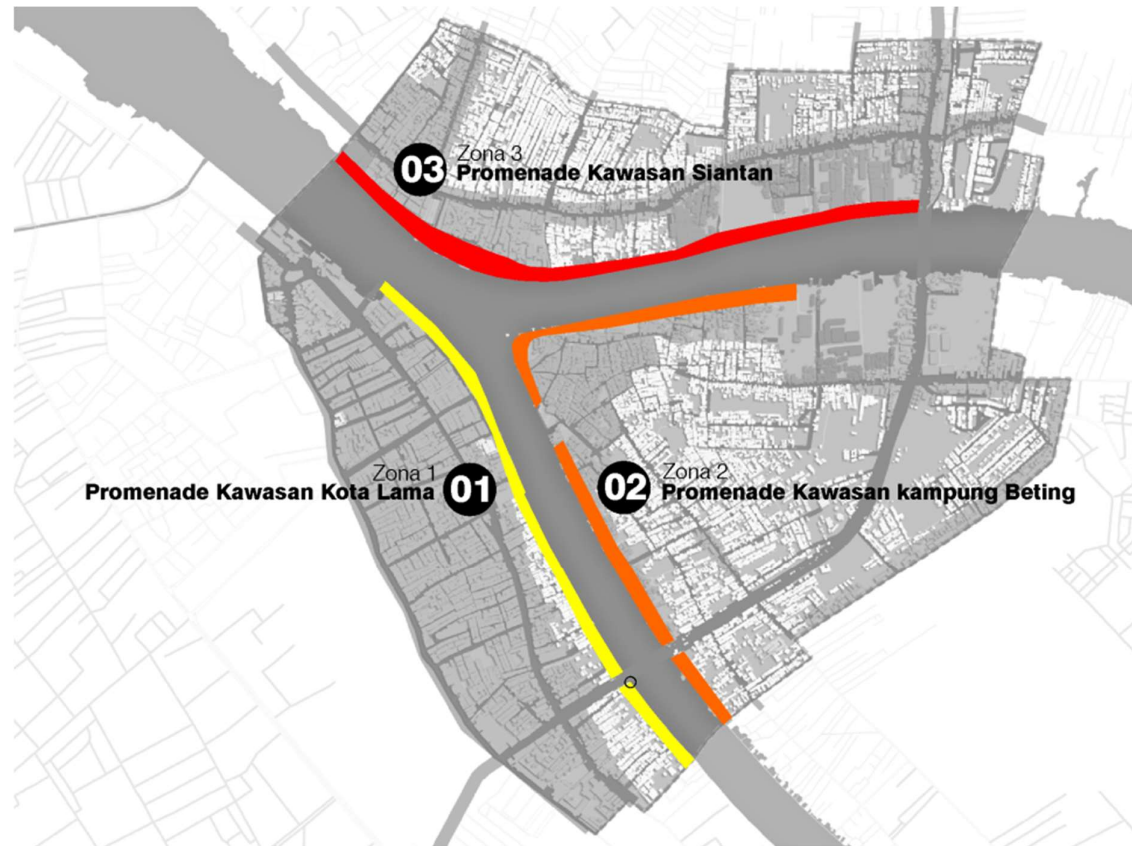 03
Zona 3
Promenade Kawasan Siantan
Zona 1
Promenade Kawasan Kota Lama
01
02
Zona 2
Promenade Kawasan kampung Beting